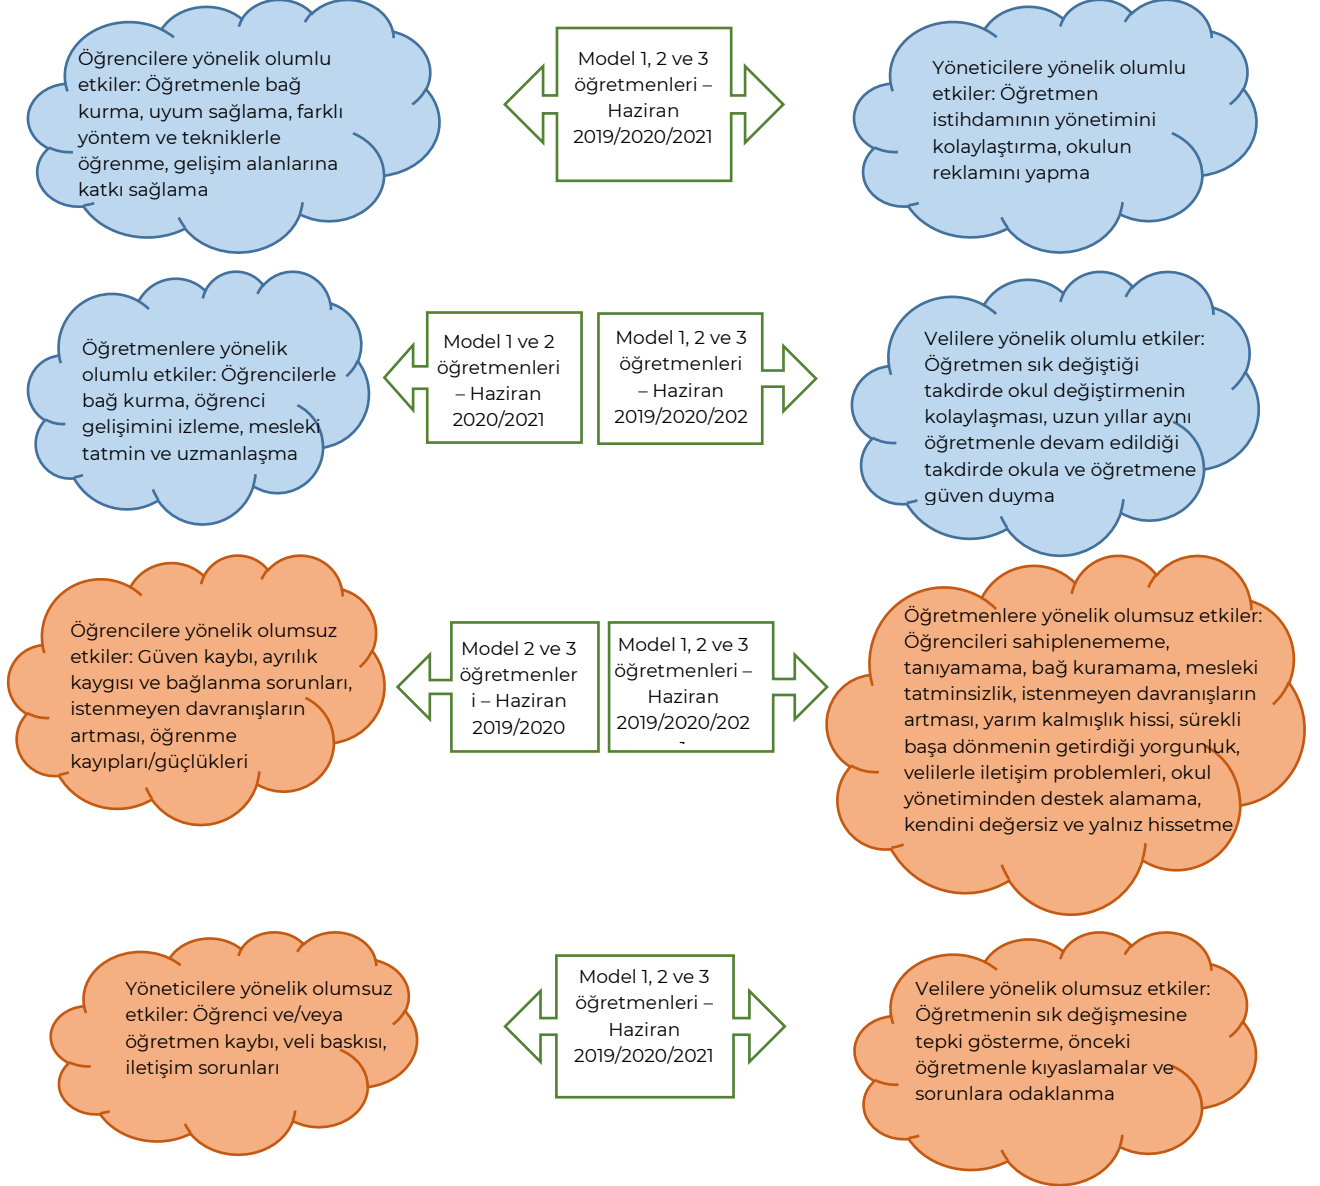 Öğrencilere yönelik olumlu
etkiler: Öğretmenle bağ
kurma, uyum sağlama, farklı
yöntem ve tekniklerle
öğrenme, gelişim alanlarına
katkı sağlama
Model 1, 2 ve 3
öğretmenleri –
Haziran
2019/2020/2021
Yöneticilere yönelik olumlu
etkiler: Öğretmen
istihdamının yönetimini
kolaylaştırma, okulun
reklamını yapma
Öğretmenlere yönelik
olumlu etkiler: Öğrencilerle
bağ kurma, öğrenci
gelişimini izleme, mesleki
tatmin ve uzmanlaşma
Model 1 ve 2
öğretmenleri
– Haziran
2020/2021
Model 1, 2 ve 3
öğretmenleri
– Haziran
2019/2020/202
Velilere yönelik olumlu etkiler:
Öğretmen sık değiştiği
takdirde okul değiştirmenin
kolaylaşması, uzun yıllar aynı
öğretmenle devam edildiği
takdirde okula ve öğretmene
güven duyma
Öğrencilere yönelik olumsuz
etkiler: Güven kaybı, ayrılık
kaygısı ve bağlanma sorunları,
istenmeyen davranışların
artması, öğrenme
kayıpları/güçlükleri
Model 2 ve 3
öğretmenler
i – Haziran
2019/2020
Model 1, 2 ve 3
öğretmenleri –
Haziran
2019/2020/202
Öğretmenlere yönelik olumsuz etkiler:
Öğrencileri sahiplenememe,
tanıyamama, bağ kuramama, mesleki
tatminsizlik, istenmeyen davranışların
artması, yarım kalmışlık hissi, sürekli
başa dönmenin getirdiği yorgunluk,
velilerle iletişim problemleri, okul
yönetiminden destek alamama,
kendini değersiz ve yalnız hissetme
Yöneticilere yönelik olumsuz
etkiler: Öğrenci ve/veya
öğretmen kaybı, veli baskısı,
iletişim sorunları
Model 1, 2 ve 3
öğretmenleri –
Haziran
2019/2020/2021
Velilere yönelik olumsuz etkiler:
Öğretmenin sık değişmesine
tepki gösterme, önceki
öğretmenle kıyaslamalar ve
sorunlara odaklanma